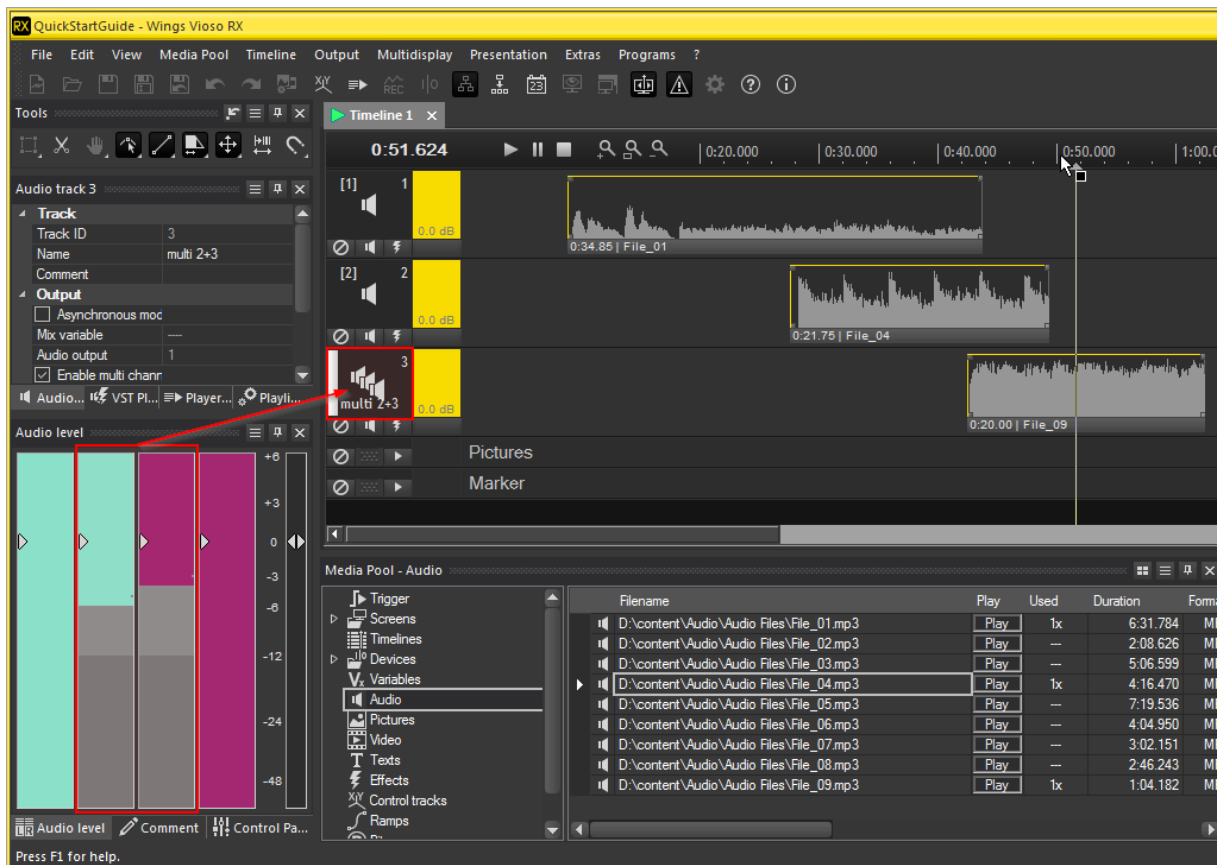 RX QuickStartGuide - Wings Vioso RX
File Edit View Media Pool Timeline Output Multidisplay Presentation Extras Programs ?
XY REC 23
Tools
Timeline 1
0:51.624 0:20.000 0:30.000 0:40.000 0:50.000 1:00.0
Audio track 3
Track
Track ID 3
Name multi 2+3
Comment
Output
Asynchronous mod
Mix variable ----
Audio output 1
Enable multi chann
Audio... VST Pl... Player... Playli...
[1] 1
0.0 dB
0:34.85 | File_01
[2] 2
0.0 dB
0:21.75 | File_04
3
multi 2+3
0.0 dB
0:20.00 | File_09
Pictures
Marker
Audio level
+6
+3
0
-3
-6
-12
-24
-48
Audio level Comment Control Pa...
Media Pool - Audio
Trigger
Screens
Timelines
Devices
Vx Variables
Audio
Pictures
Video
T Texts
Effects
XY Control tracks
Ramps
Filename Play Used Duration Forma
D:\content\Audio\Audio Files\File_01.mp3 Play 1x 6:31.784
D:\content\Audio\Audio Files\File_02.mp3 Play --- 2:08.626
D:\content\Audio\Audio Files\File_03.mp3 Play --- 5:06.599
D:\content\Audio\Audio Files\File_04.mp3 Play 1x 4:16.470
D:\content\Audio\Audio Files\File_05.mp3 Play --- 7:19.536
D:\content\Audio\Audio Files\File_06.mp3 Play --- 4:04.950
D:\content\Audio\Audio Files\File_07.mp3 Play --- 3:02.151
D:\content\Audio\Audio Files\File_08.mp3 Play --- 2:46.243
D:\content\Audio\Audio Files\File_09.mp3 Play 1x 1:04.182
Press F1 for help.